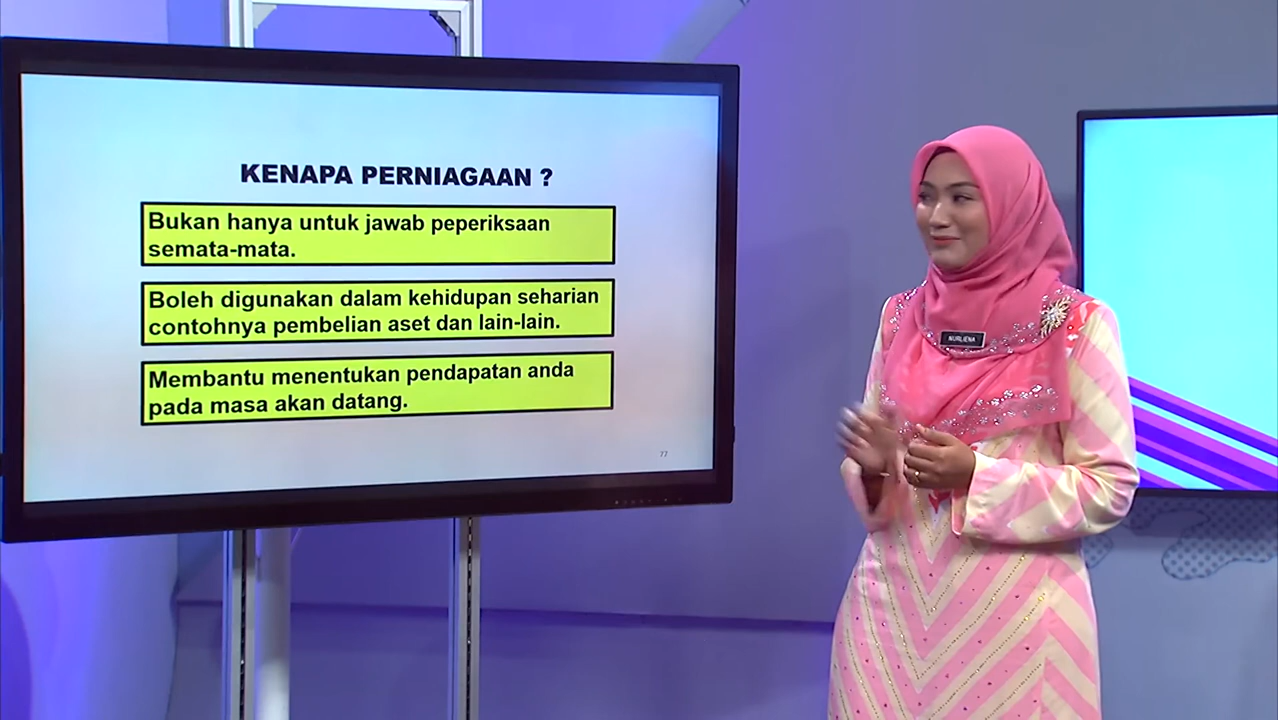 KENAPA PERNIAGAAN ?
Bukan hanya untuk jawab peperiksaan
semata-mata.
Boleh digunakan dalam kehidupan seharian
contohnya pembelian aset dan lain-lain.
Membantu menentukan pendapatan anda
pada masa akan datang.
77
NURLIENA